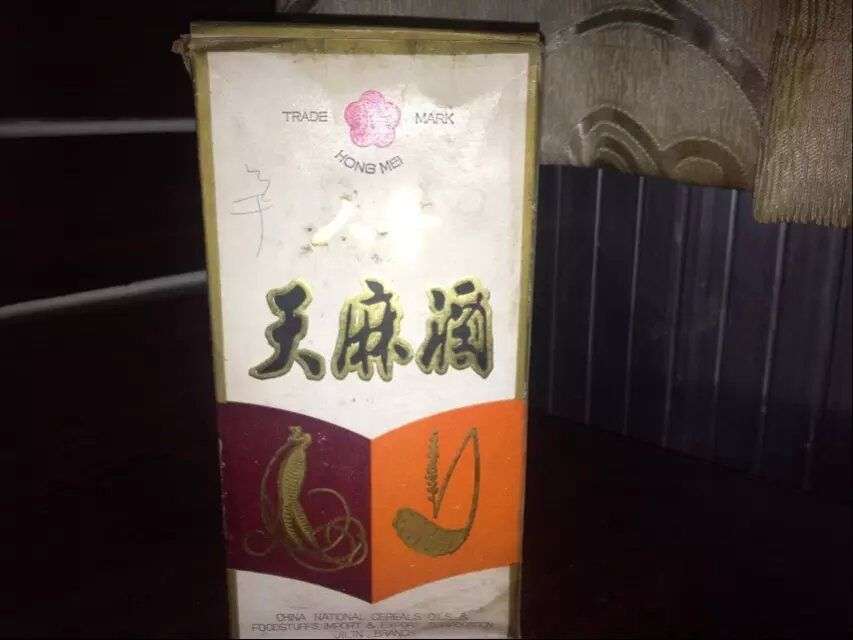 TRADE MARK
HONG MEI
天麻酒
CHINA NATIONAL CEREALS, OILS &
FOODSTUFFS IMPORT & EXPORT CORPORATION
JILIN BRANCH